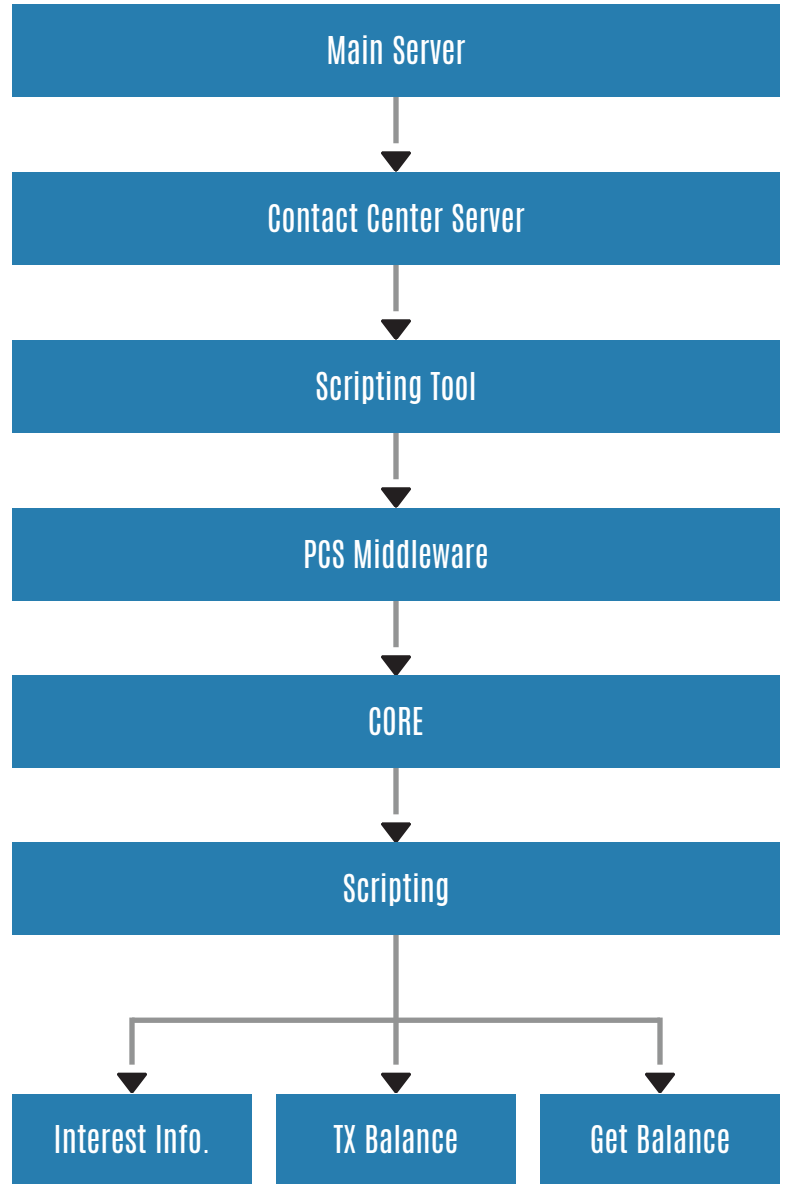 Main Server
Contact Center Server
Scripting Tool
PCS Middleware
CORE
Scripting
Interest Info.
TX Balance
Get Balance